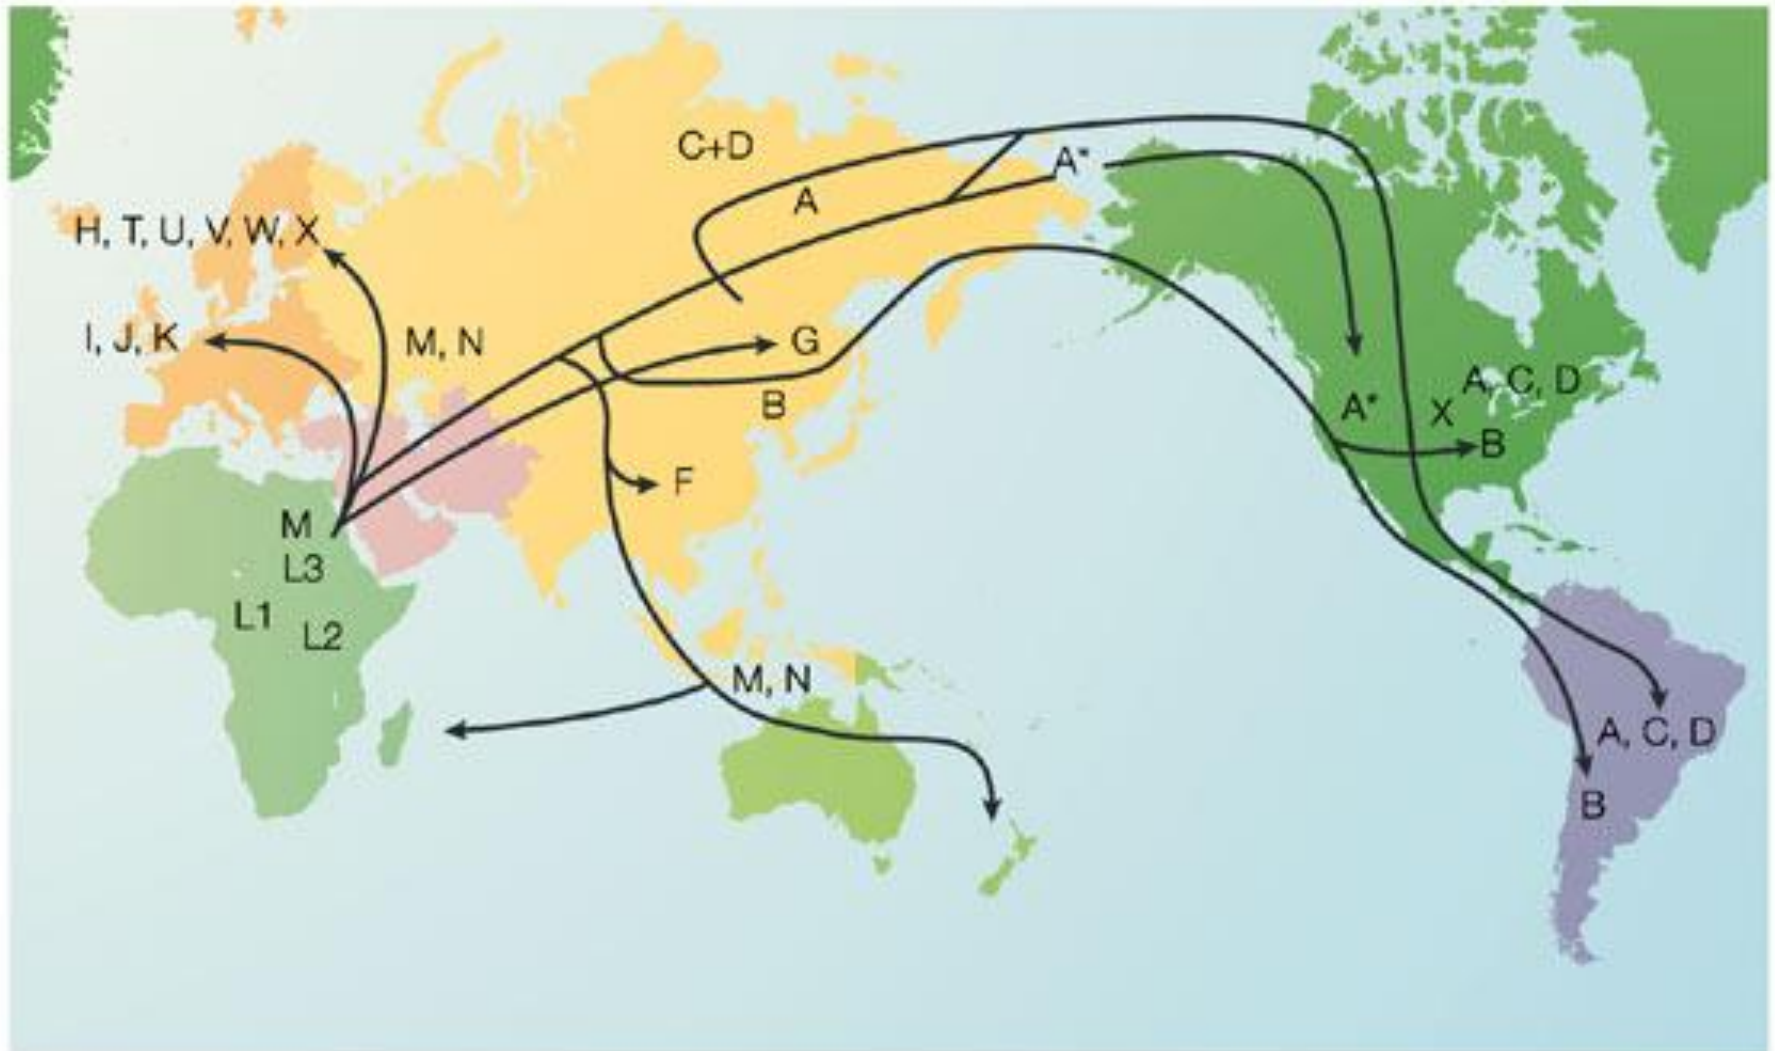 C+D
A*
A
H, T, U, V, W, X
I, J, K
M, N
G
A, C, D
B
A*
X
B
F
M
L3
L1
L2
M, N
A, C, D
B